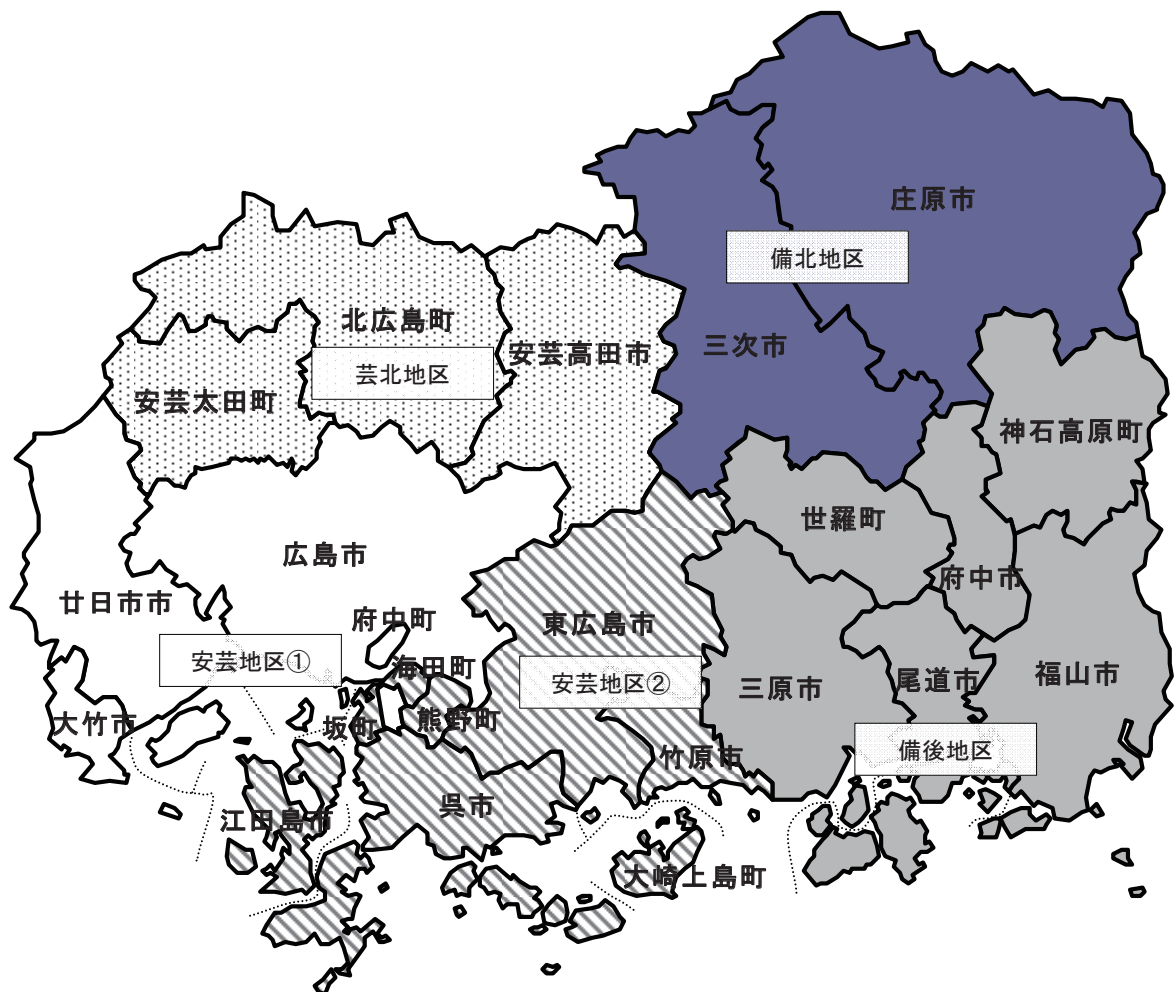 庄原市
備北地区
北広島町
安芸高田市
三次市
芸北地区
安芸太田町
神石高原町
世羅町
広島市
府中市
廿日市市
府中町
東広島市
安芸地区①
海田町
安芸地区②
三原市
尾道市
福山市
大竹市
坂町
熊野町
竹原市
備後地区
江田島市
呉市
大崎上島町